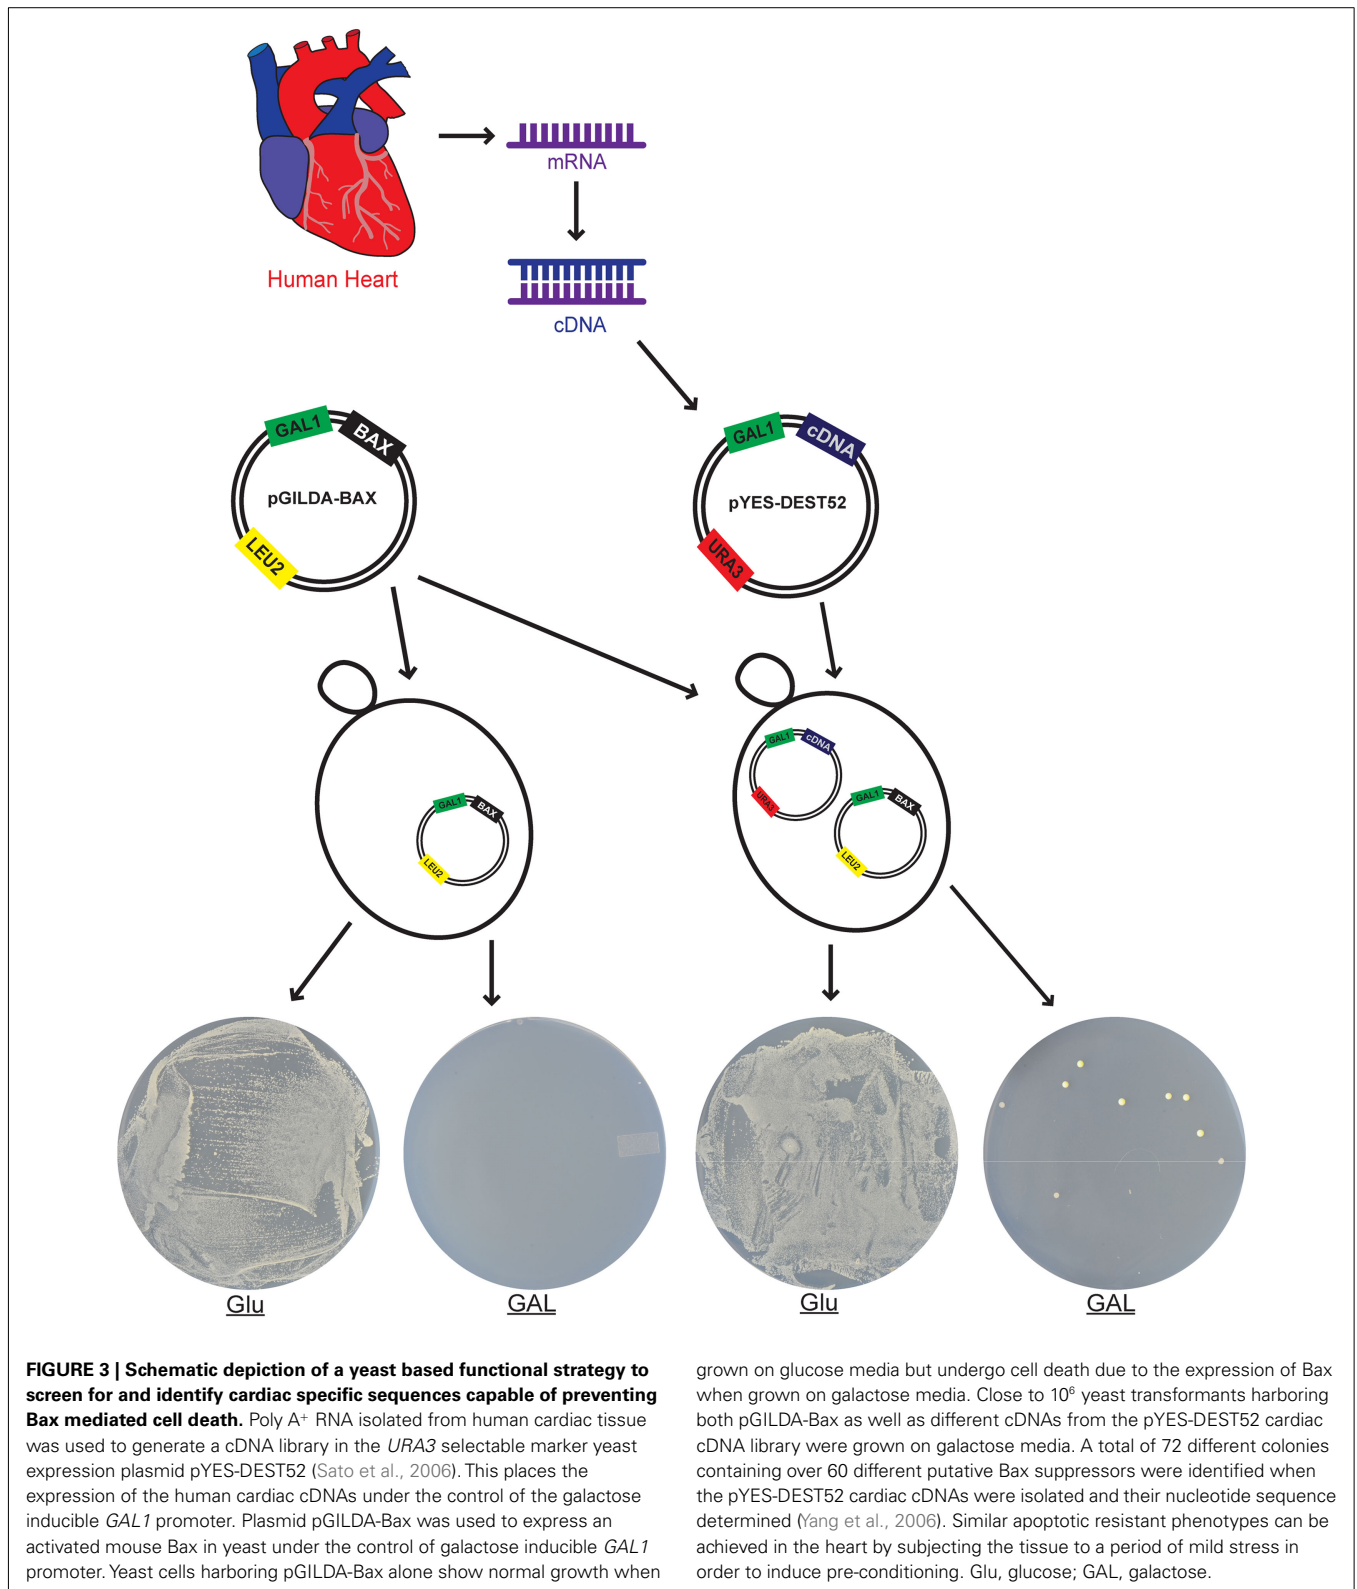 mRNA
Human Heart
cDNA
GAL1
BAX
pGILDA-BAX
LEU2
GAL1
cDNA
pYES-DEST52
URA3
GAL1
BAX
LEU2
GAL1
cDNA
URA3
GAL1
BAX
LEU2
Glu
GAL
Glu
GAL
FIGURE 3 | Schematic depiction of a yeast based functional strategy to
screen for and identify cardiac specific sequences capable of preventing
Bax mediated cell death. Poly A⁺ RNA isolated from human cardiac tissue
was used to generate a cDNA library in the URA3 selectable marker yeast
expression plasmid pYES-DEST52 (Sato et al., 2006). This places the
expression of the human cardiac cDNAs under the control of the galactose
inducible GAL1 promoter. Plasmid pGILDA-Bax was used to express an
activated mouse Bax in yeast under the control of galactose inducible GAL1
promoter. Yeast cells harboring pGILDA-Bax alone show normal growth when
grown on glucose media but undergo cell death due to the expression of Bax
when grown on galactose media. Close to 10⁶ yeast transformants harboring
both pGILDA-Bax as well as different cDNAs from the pYES-DEST52 cardiac
cDNA library were grown on galactose media. A total of 72 different colonies
containing over 60 different putative Bax suppressors were identified when
the pYES-DEST52 cardiac cDNAs were isolated and their nucleotide sequence
determined (Yang et al., 2006). Similar apoptotic resistant phenotypes can be
achieved in the heart by subjecting the tissue to a period of mild stress in
order to induce pre-conditioning. Glu, glucose; GAL, galactose.